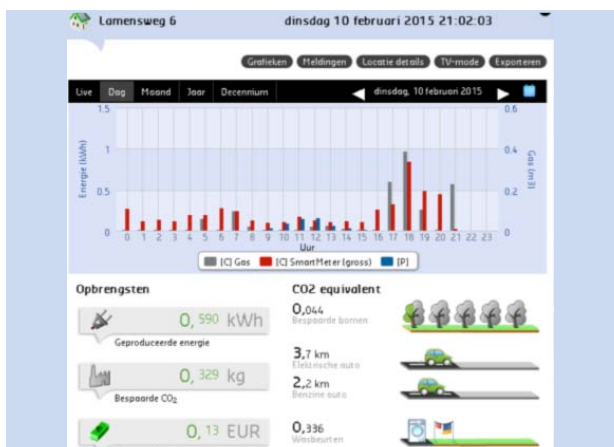 Lamensweg 6
dinsdag 10 februari 2015 21:02:03
Grafieken Meldingen Locatie details TV-mode Exporteren
Live Dag Maand Jaar Decennium dinsdag, 10 februari 2015
1.5 0.6
1 0.4
0.5 0.2
0 0
Energie (kWh)
Gas (m3)
0 1 2 3 4 5 6 7 8 9 10 11 12 13 14 15 16 17 18 19 20 21 22 23
Uur
[C] Gas [C] SmartMeter (gross) [P]
Opbrengsten
0, 590 kWh
Geproduceerde energie
0, 329 kg
Bespaarde CO2
0, 13 EUR
CO2 equivalent
0,044
Bespaarde bomen
3,7 km
Elektrische auto
2,2 km
Benzine auto
0,336
Wasbeurten